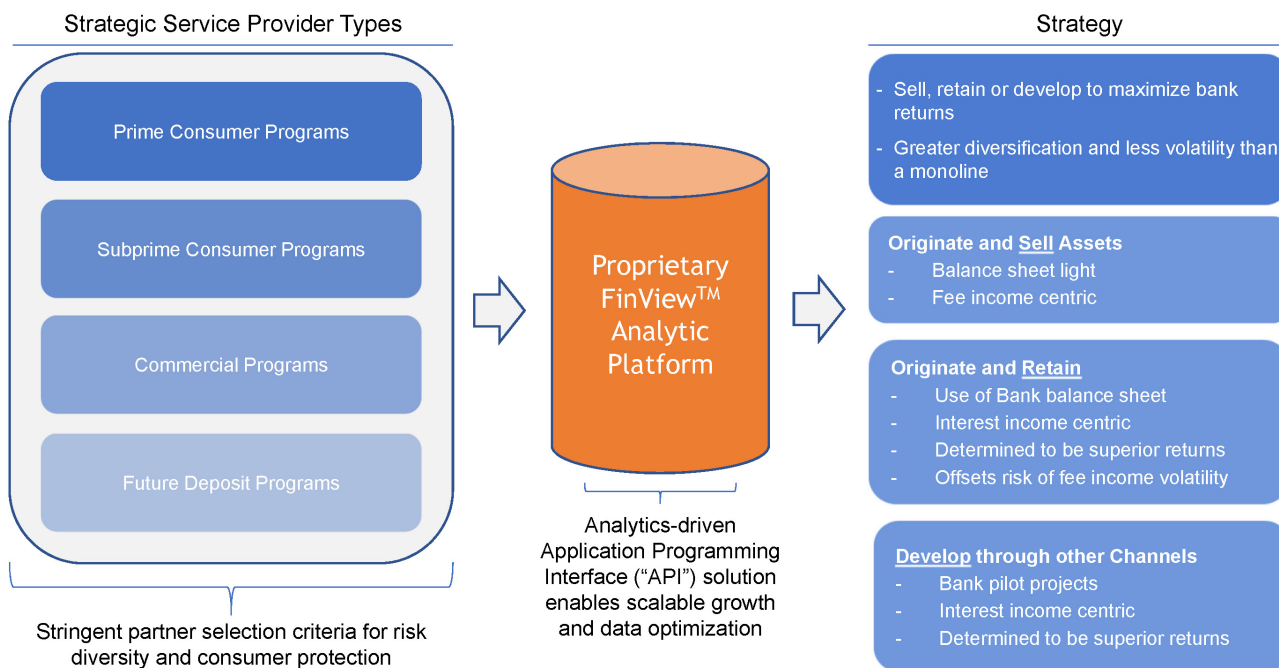 Strategic Service Provider Types
Prime Consumer Programs
Subprime Consumer Programs
Commercial Programs
Future Deposit Programs
Stringent partner selection criteria for risk
diversity and consumer protection
Proprietary
FinView™
Analytic
Platform
Analytics-driven
Application Programming
Interface (“API”) solution
enables scalable growth
and data optimization
Strategy
- Sell, retain or develop to maximize bank
returns
- Greater diversification and less volatility than
a monoline
Originate and Sell Assets
- Balance sheet light
- Fee income centric
Originate and Retain
- Use of Bank balance sheet
- Interest income centric
- Determined to be superior returns
- Offsets risk of fee income volatility
Develop through other Channels
- Bank pilot projects
- Interest income centric
- Determined to be superior returns